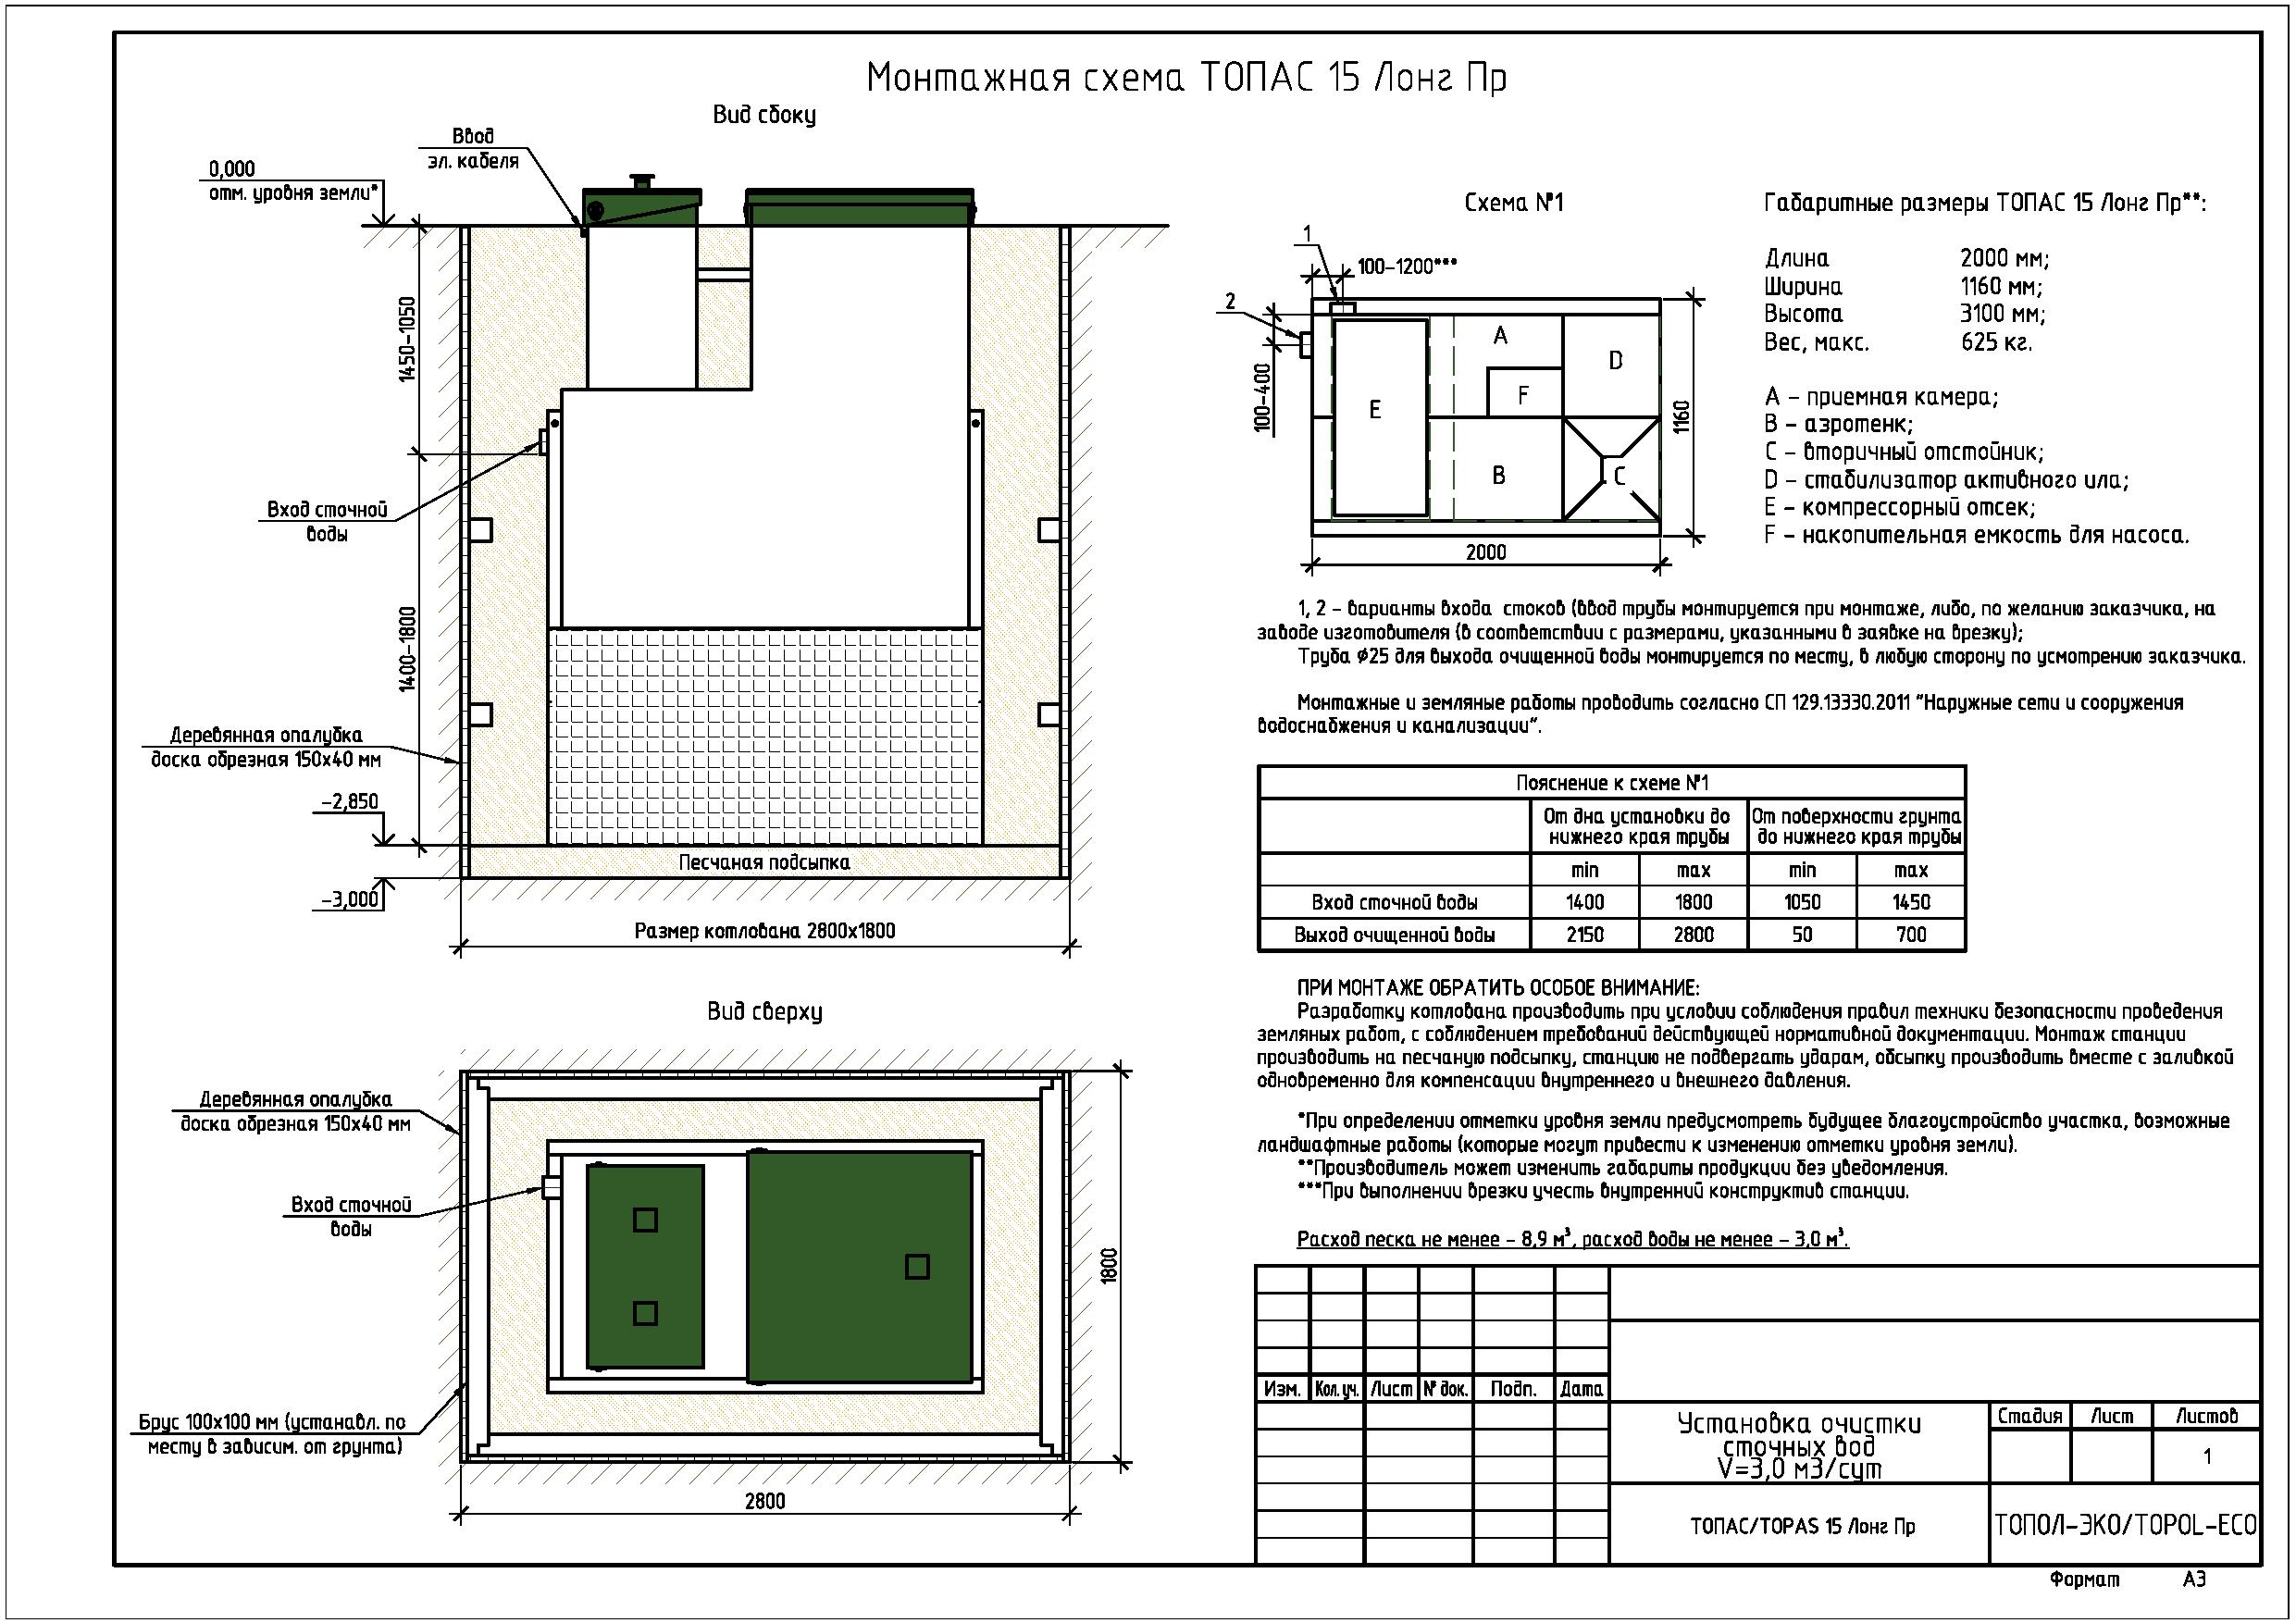 Монтажная схема ТОПАС 15 Лонг Пр
Вид сбоку
Ввод
эл. кабеля
0,000
отм. уровня земли*
1450-1050
Вход сточной
воды
1400-1800
Деревянная опалубка
доска обрезная 150х40 мм
-2,850
Песчаная подсыпка
-3,000
Размер котлована 2800х1800
Вид сверху
Деревянная опалубка
доска обрезная 150х40 мм
Вход сточной
воды
1800
Брус 100х100 мм (устанавл. по
месту в зависим. от грунта)
2800
Схема №1
1
100-1200***
2
100-400
A
D
F
E
B
C
1160
2000
Габаритные размеры ТОПАС 15 Лонг Пр**:
Длина 2000 мм;
Ширина 1160 мм;
Высота 3100 мм;
Вес, макс. 625 кг.
A - приемная камера;
B - аэротенк;
C - вторичный отстойник;
D - стабилизатор активного ила;
E - компрессорный отсек;
F - накопительная емкость для насоса.
1, 2 - варианты входа стоков (ввод трубы монтируется при монтаже, либо, по желанию заказчика, на
заводе изготовителя (в соответствии с размерами, указанными в заявке на врезку);
Труба Ø25 для выхода очищенной воды монтируется по месту, в любую сторону по усмотрению заказчика.
Монтажные и земляные работы проводить согласно СП 129.13330.2011 "Наружные сети и сооружения
водоснабжения и канализации".
Пояснение к схеме №1
От дна установки до
нижнего края трубы
От поверхности грунта
до нижнего края трубы
min max min max
Вход сточной воды 1400 1800 1050 1450
Выход очищенной воды 2150 2800 50 700
ПРИ МОНТАЖЕ ОБРАТИТЬ ОСОБОЕ ВНИМАНИЕ:
Разработку котлована производить при условии соблюдения правил техники безопасности проведения
земляных работ, с соблюдением требований действующей нормативной документации. Монтаж станции
производить на песчаную подсыпку, станцию не подвергать ударам, обсыпку производить вместе с заливкой
одновременно для компенсации внутреннего и внешнего давления.
*При определении отметки уровня земли предусмотреть будущее благоустройство участка, возможные
ландшафтные работы (которые могут привести к изменению отметки уровня земли).
**Производитель может изменить габариты продукции без уведомления.
***При выполнении врезки учесть внутренний конструктив станции.
Расход песка не менее - 8,9 м³, расход воды не менее - 3,0 м³.
Изм. Кол.уч. Лист № док. Подп. Дата
Установка очистки
сточных вод
V=3,0 м3/сут
Стадия Лист Листов
1
ТОПАС/TOPAS 15 Лонг Пр
ТОПОЛ-ЭКО/TOPOL-ECO
Формат А3